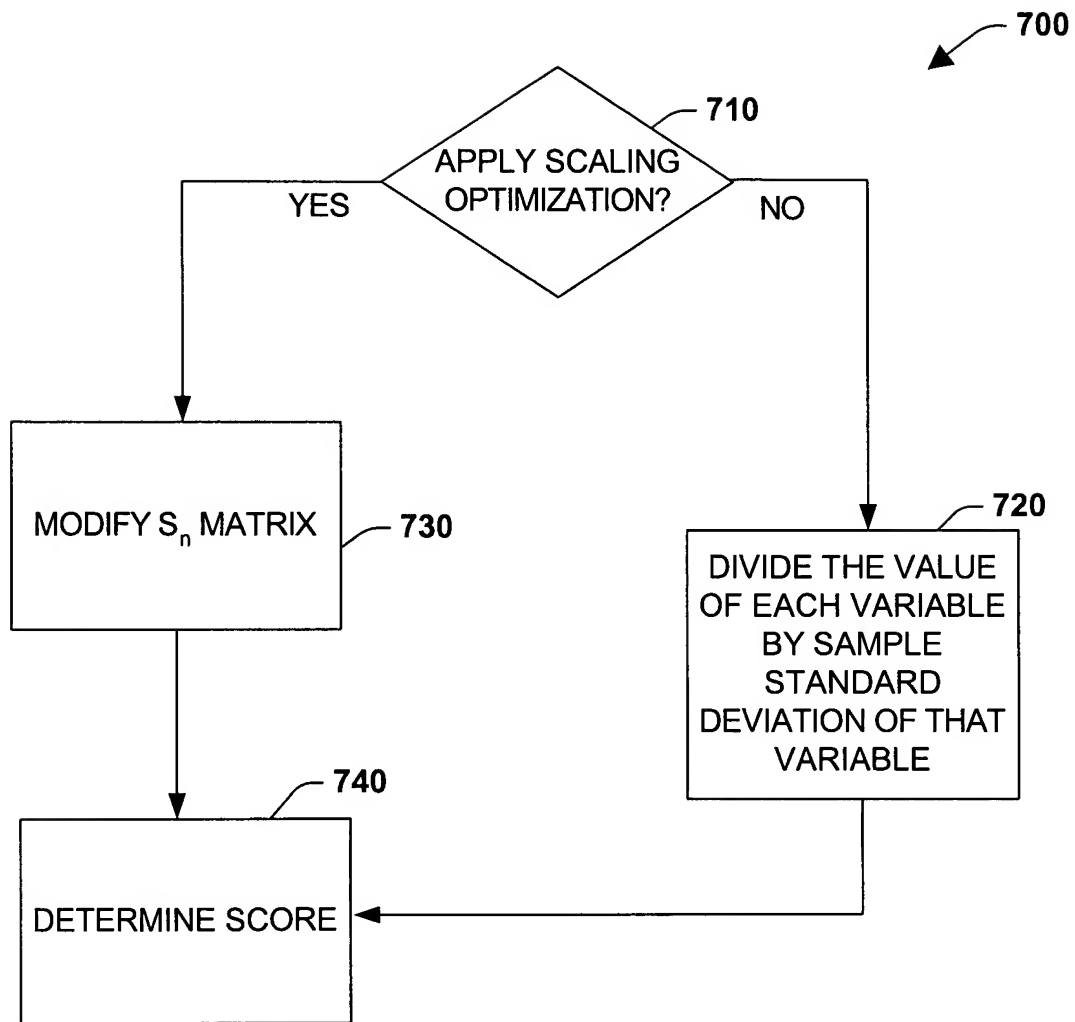 700
710
APPLY SCALING
OPTIMIZATION?
YES
NO
MODIFY Sn MATRIX
730
720
DIVIDE THE VALUE
OF EACH VARIABLE
BY SAMPLE
STANDARD
DEVIATION OF THAT
VARIABLE
740
DETERMINE SCORE